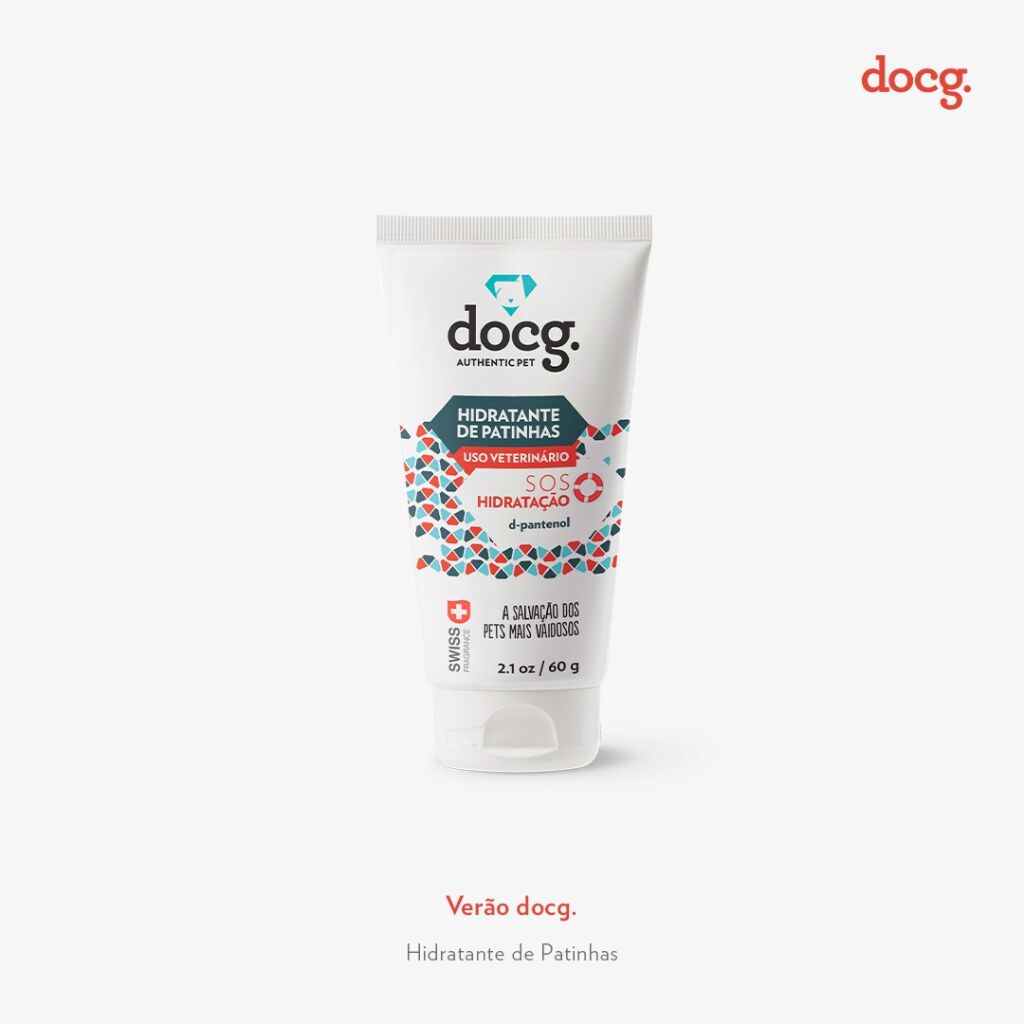 docg.
docg.
AUTHENTIC PET
HIDRATANTE
DE PATINHAS
USO VETERINÁRIO
SOS
HIDRATAÇÃO
d-pantenol
SWISS
FRAGRANCE
A SALVAÇÃO DOS
PETS MAIS VAIDOSOS
2.1 oz / 60 g
Verão docg.
Hidratante de Patinhas